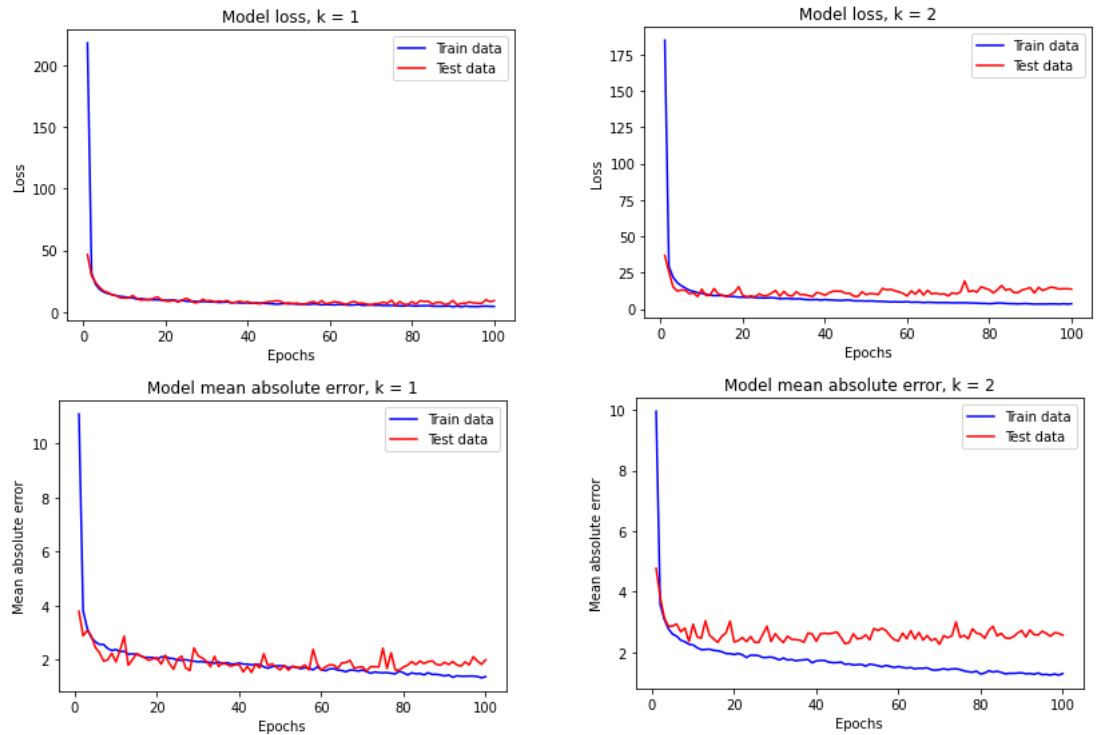 Model loss, k = 1
Train data
Test data
Loss
200
150
100
50
0
0 20 40 60 80 100
Epochs
Model loss, k = 2
Train data
Test data
Loss
175
150
125
100
75
50
25
0
0 20 40 60 80 100
Epochs
Model mean absolute error, k = 1
Train data
Test data
Mean absolute error
10
8
6
4
2
0 20 40 60 80 100
Epochs
Model mean absolute error, k = 2
Train data
Test data
Mean absolute error
10
8
6
4
2
0 20 40 60 80 100
Epochs